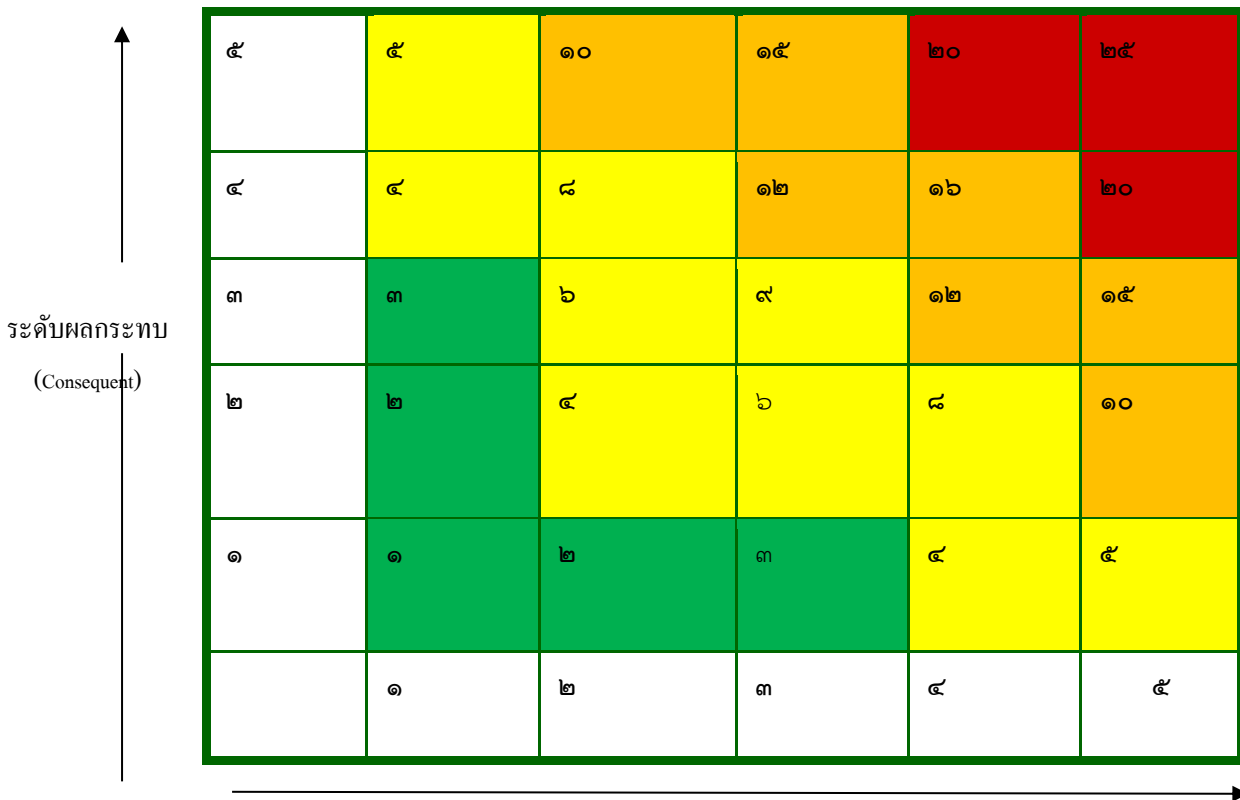 ๕ ๕ ๑๐ ๑๕ ๒๐ ๒๕
๔ ๔ ๘ ๑๒ ๑๖ ๒๐
๓ ๓ ๖ ๙ ๑๒ ๑๕
ระดับผลกระทบ
(Consequent)
๒ ๒ ๔ ๖ ๘ ๑๐
๑ ๑ ๒ ๓ ๔ ๕
๑ ๒ ๓ ๔ ๕